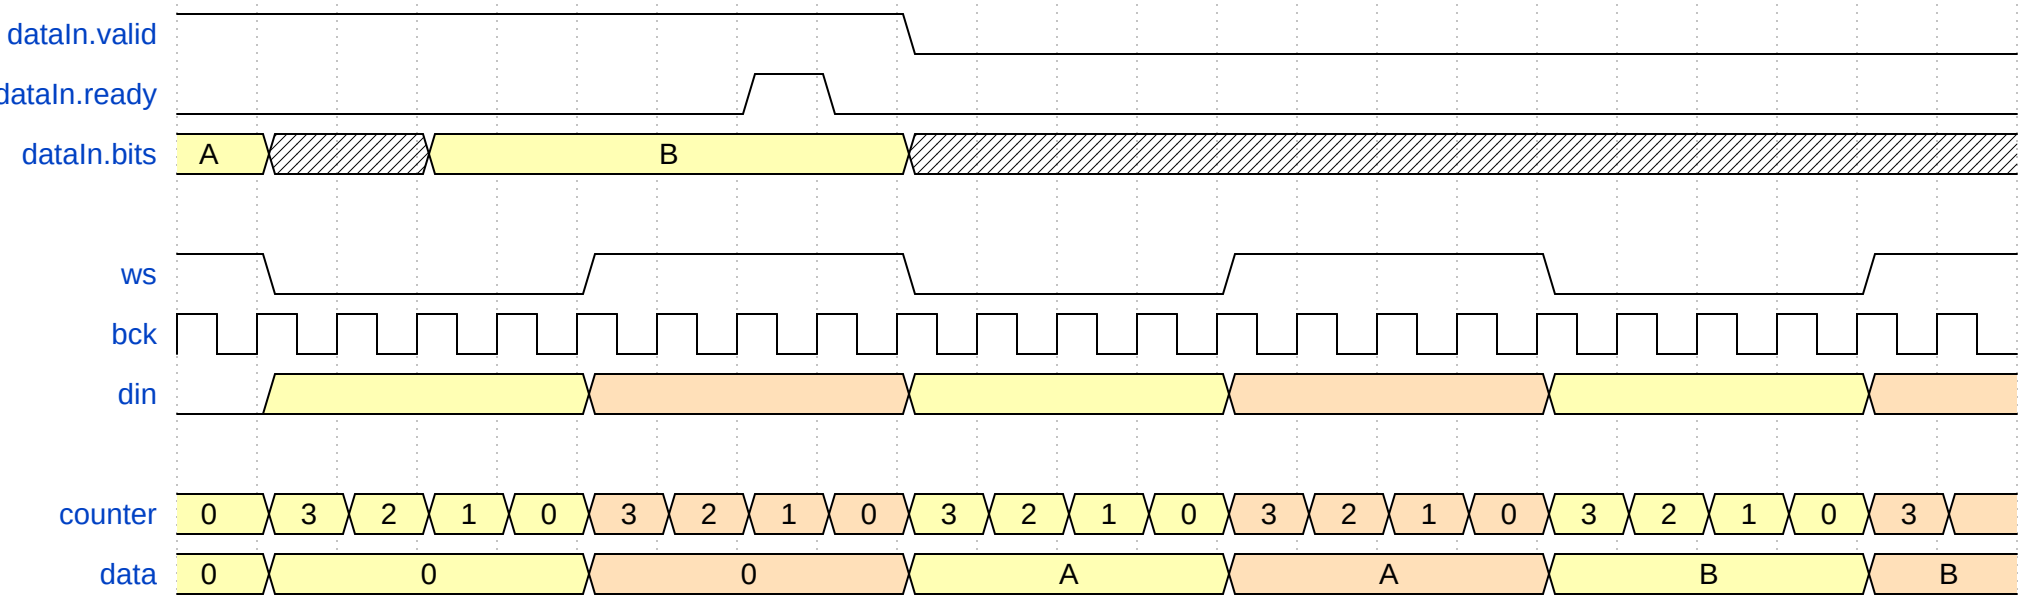 dataIn.valid
dataIn.ready
dataIn.bits A B
ws
bck
din
counter 0 3 2 1 0 3 2 1 0 3 2 1 0 3 2 1 0 3 2 1 0 3
data 0 0 0 A A B B